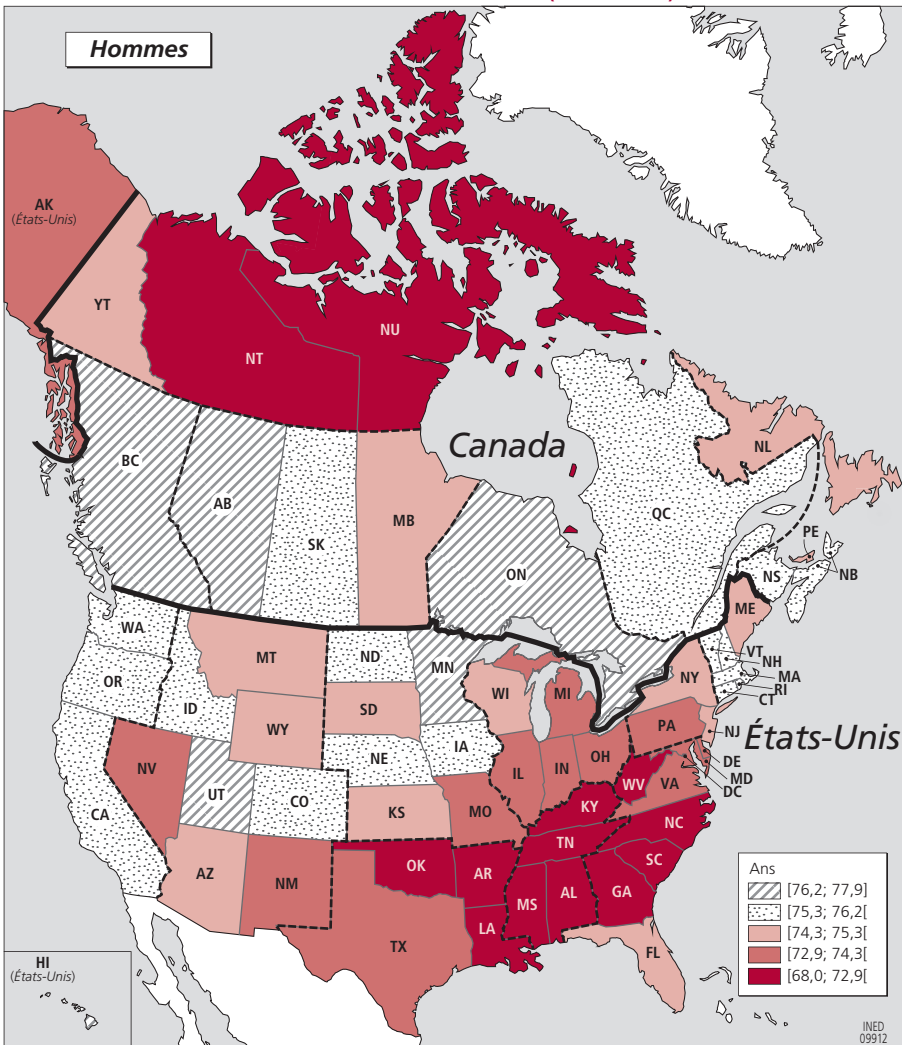 Hommes
AK
(États-Unis)
YT
NT
NU
Canada
BC
AB
SK
MB
ON
QC
NL
PE
NS
NB
WA
OR
ID
MT
ND
MN
WI
MI
NY
ME
VT
NH
MA
RI
CT
WY
SD
IA
NE
NV
UT
CO
CA
KS
MO
IL
IN
OH
PA
NJ
États-Unis
DE
MD
DC
WV
VA
KY
NC
TN
SC
AZ
NM
OK
AR
MS
AL
GA
LA
TX
FL
HI
(États-Unis)
Ans
[76,2; 77,9]
[75,3; 76,2[
[74,3; 75,3[
[72,9; 74,3[
[68,0; 72,9[
INED
09912